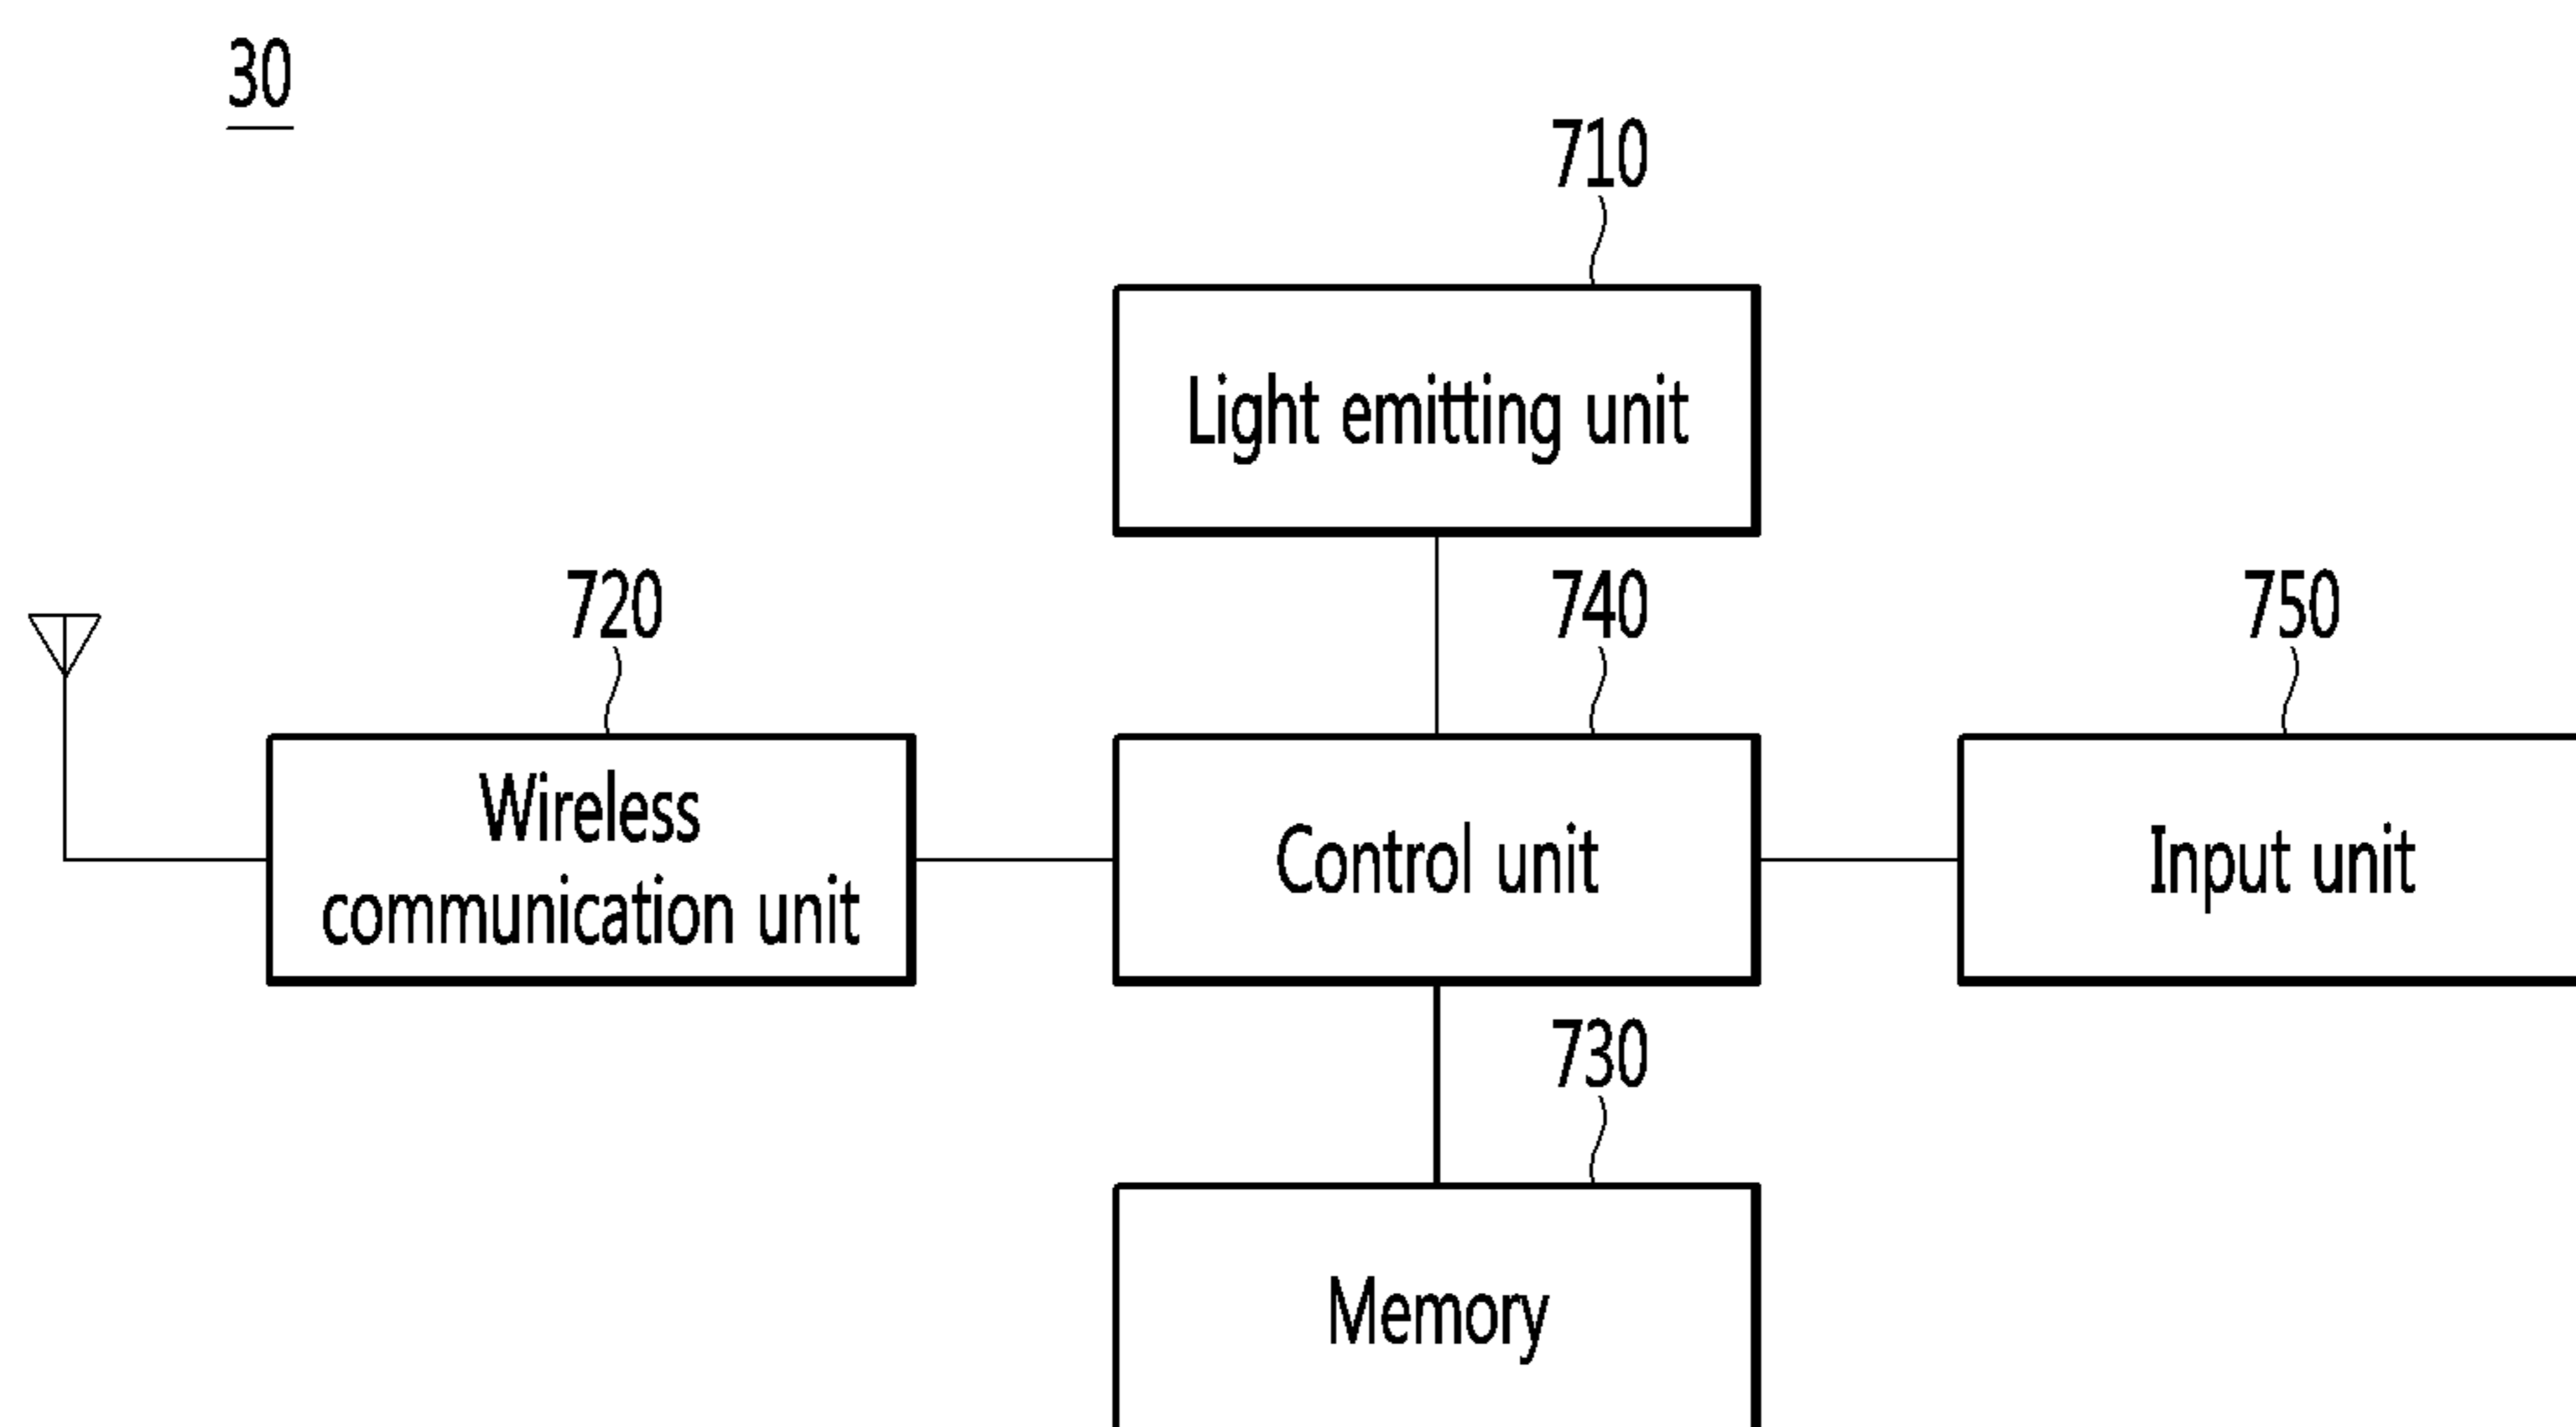 30
710
Light emitting unit
720
740
750
Wireless
communication unit
Control unit
Input unit
730
Memory